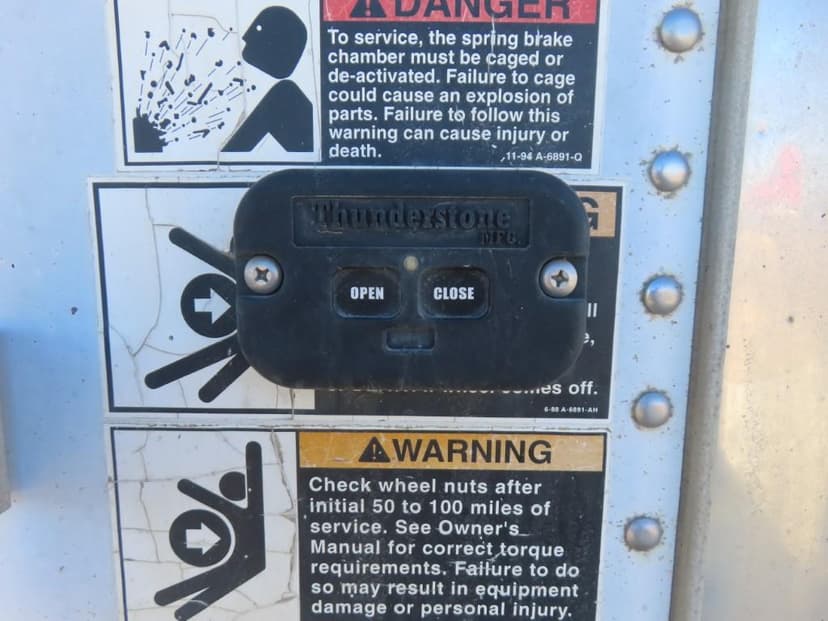 DANGER
To service, the spring brake
chamber must be caged or
de-activated. Failure to cage
could cause an explosion of
parts. Failure to follow this
warning can cause injury or
death.
11-94 A-6891-Q
Thunderstone
MFG.
OPEN
CLOSE
comes off.
6-88 A-6891-AH
WARNING
Check wheel nuts after
initial 50 to 100 miles of
service. See Owner's
Manual for correct torque
requirements. Failure to do
so may result in equipment
damage or personal injury.